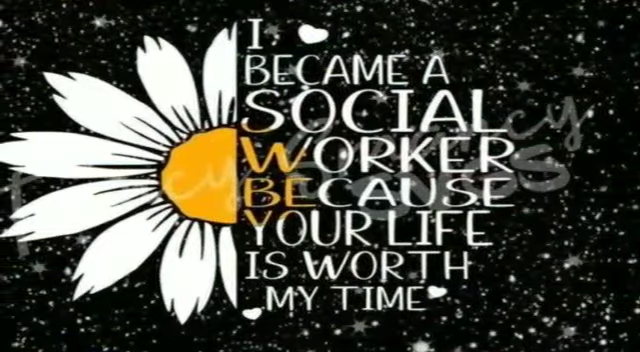 I
BECAME A
SOCIAL
WORKER
BECAUSE
YOUR LIFE
IS WORTH
MY TIME